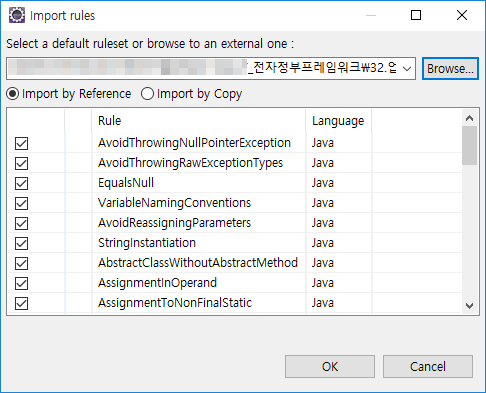 Import rules
Select a default ruleset or browse to an external one :
_전자정부프레임워크₩32.업
Browse...
Import by Reference Import by Copy
Rule Language
AvoidThrowingNullPointerException Java
AvoidThrowingRawExceptionTypes Java
EqualsNull Java
VariableNamingConventions Java
AvoidReassigningParameters Java
StringInstantiation Java
AbstractClassWithoutAbstractMethod Java
AssignmentInOperand Java
AssignmentToNonFinalStatic Java
OK Cancel